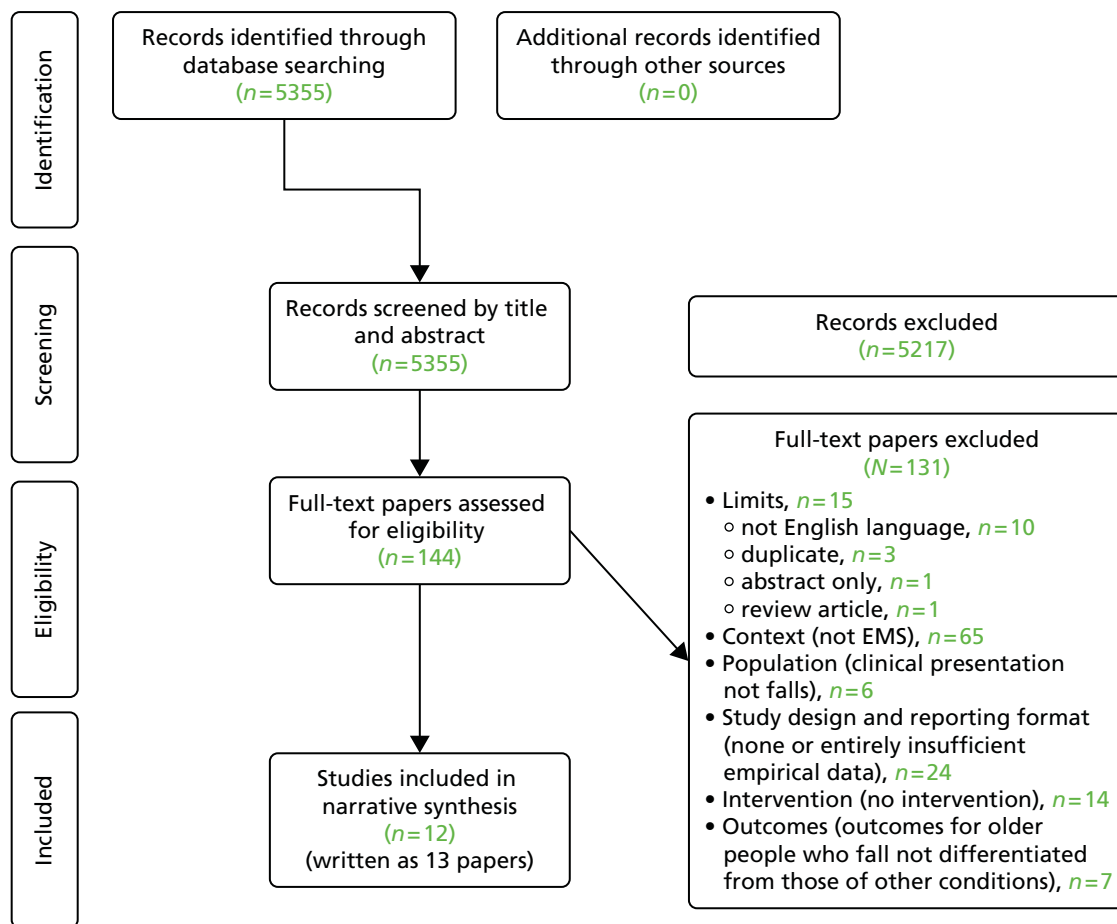 Identification
Records identified through
database searching
(n=5355)
Additional records identified
through other sources
(n=0)
Screening
Records screened by title
and abstract
(n=5355)
Records excluded
(n=5217)
Eligibility
Full-text papers assessed
for eligibility
(n=144)
Full-text papers excluded
(N=131)
• Limits, n=15
○ not English language, n=10
○ duplicate, n=3
○ abstract only, n=1
○ review article, n=1
• Context (not EMS), n=65
• Population (clinical presentation
not falls), n=6
• Study design and reporting format
(none or entirely insufficient
empirical data), n=24
• Intervention (no intervention), n=14
• Outcomes (outcomes for older
people who fall not differentiated
from those of other conditions), n=7
Included
Studies included in
narrative synthesis
(n=12)
(written as 13 papers)